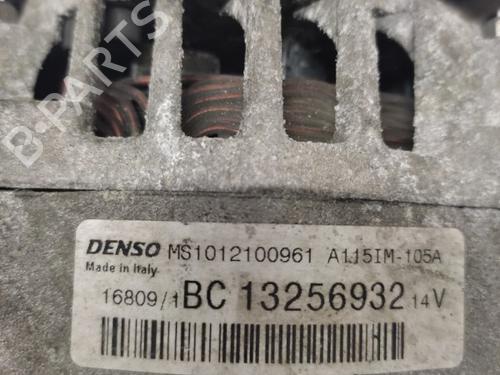 B-PARTS
DENSO MS1012100961 A115IM-105A
Made in Italy
16809/1 BC 13256932 14V